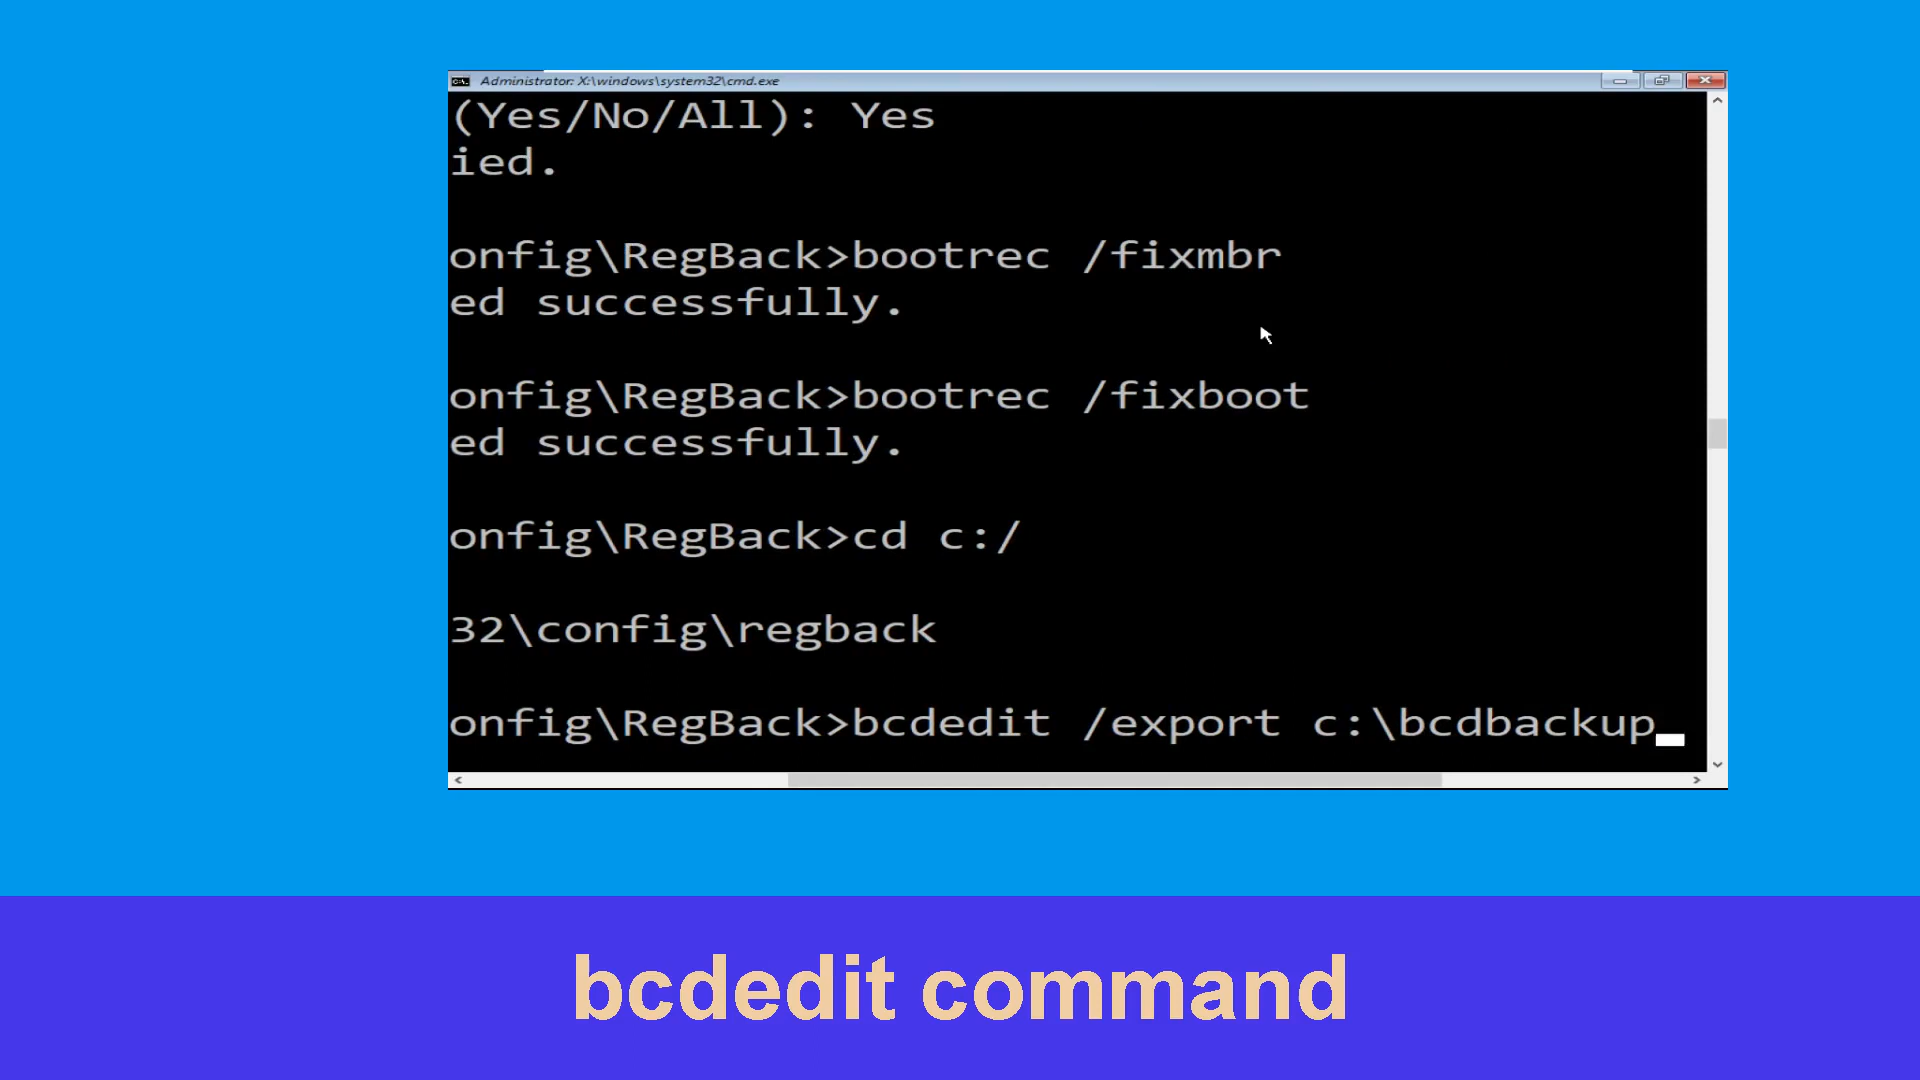 Administrator: X:\windows\system32\cmd.exe
(Yes/No/All): Yes
ied.
onfig\RegBack>bootrec /fixmbr
ed successfully.
onfig\RegBack>bootrec /fixboot
ed successfully.
onfig\RegBack>cd c:/
32\config\regback
onfig\RegBack>bcdedit /export c:\bcdbackup
bcdedit command